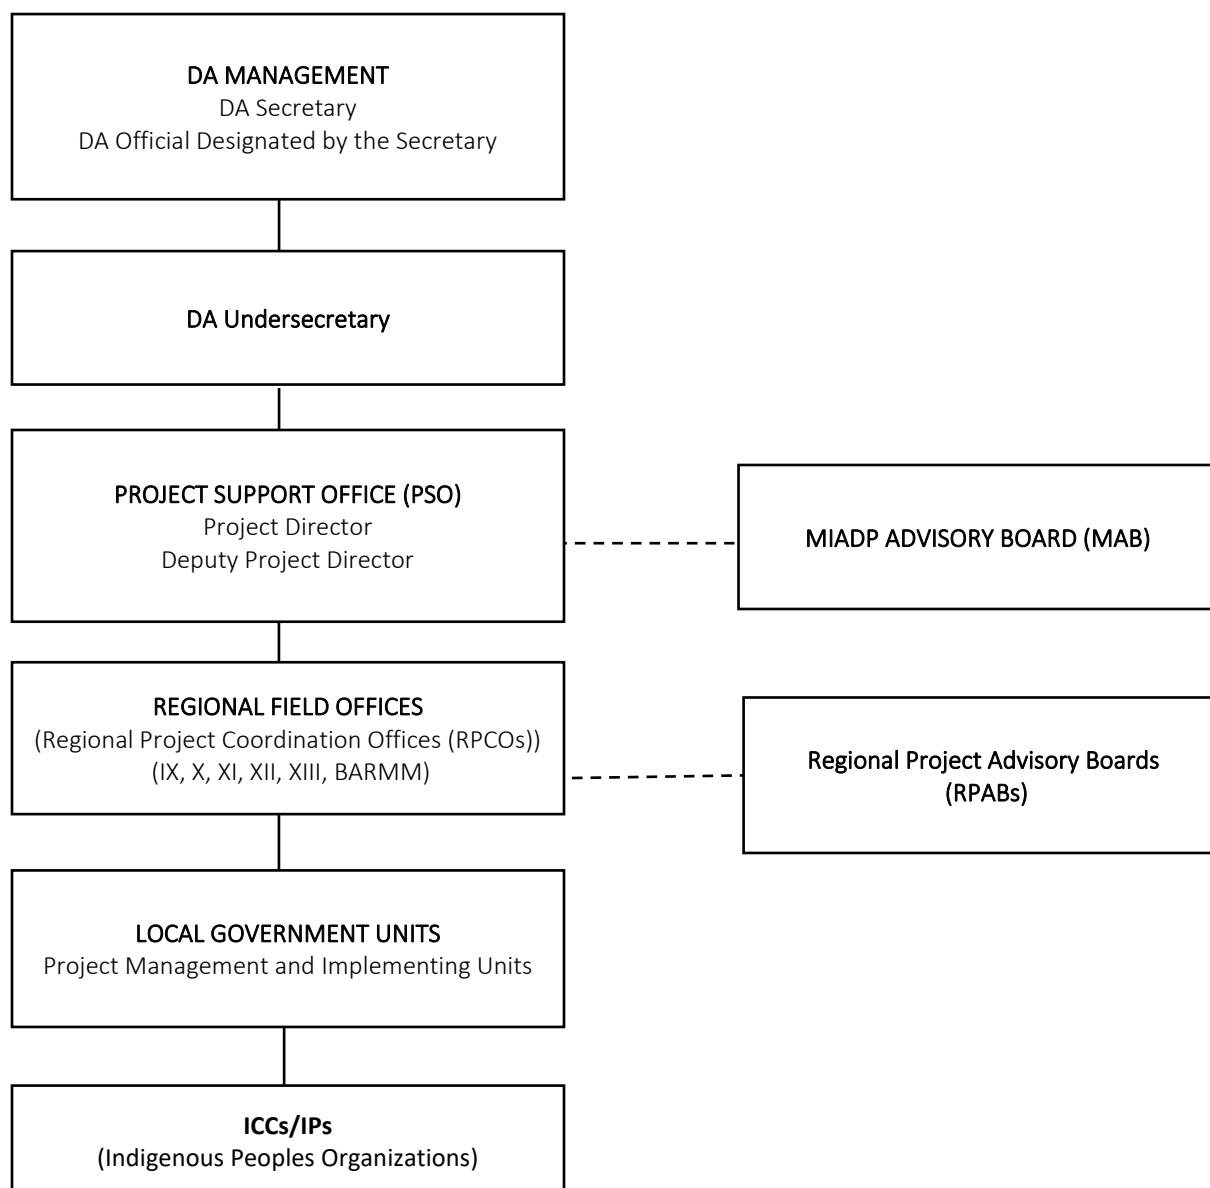 DA MANAGEMENT
DA Secretary
DA Official Designated by the Secretary
DA Undersecretary
PROJECT SUPPORT OFFICE (PSO)
Project Director
Deputy Project Director
MIADP ADVISORY BOARD (MAB)
REGIONAL FIELD OFFICES
(Regional Project Coordination Offices (RPCOs))
(IX, X, XI, XII, XIII, BARMM)
Regional Project Advisory Boards
(RPABs)
LOCAL GOVERNMENT UNITS
Project Management and Implementing Units
ICCs/IPs
(Indigenous Peoples Organizations)